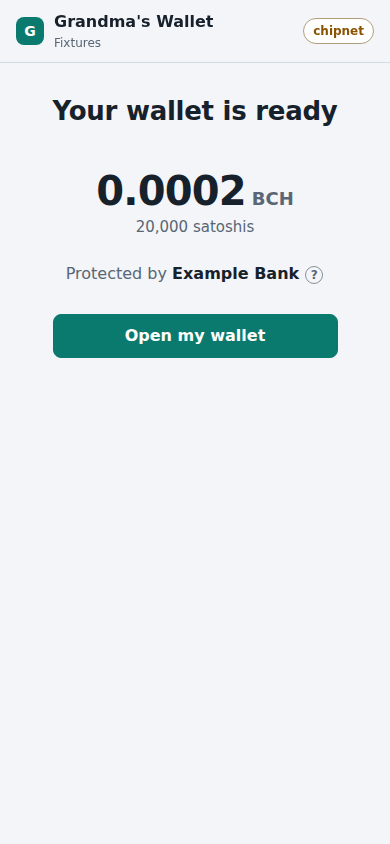 G
Grandma's Wallet
Fixtures
chipnet
Your wallet is ready
0.0002 BCH
20,000 satoshis
Protected by Example Bank ?
Open my wallet